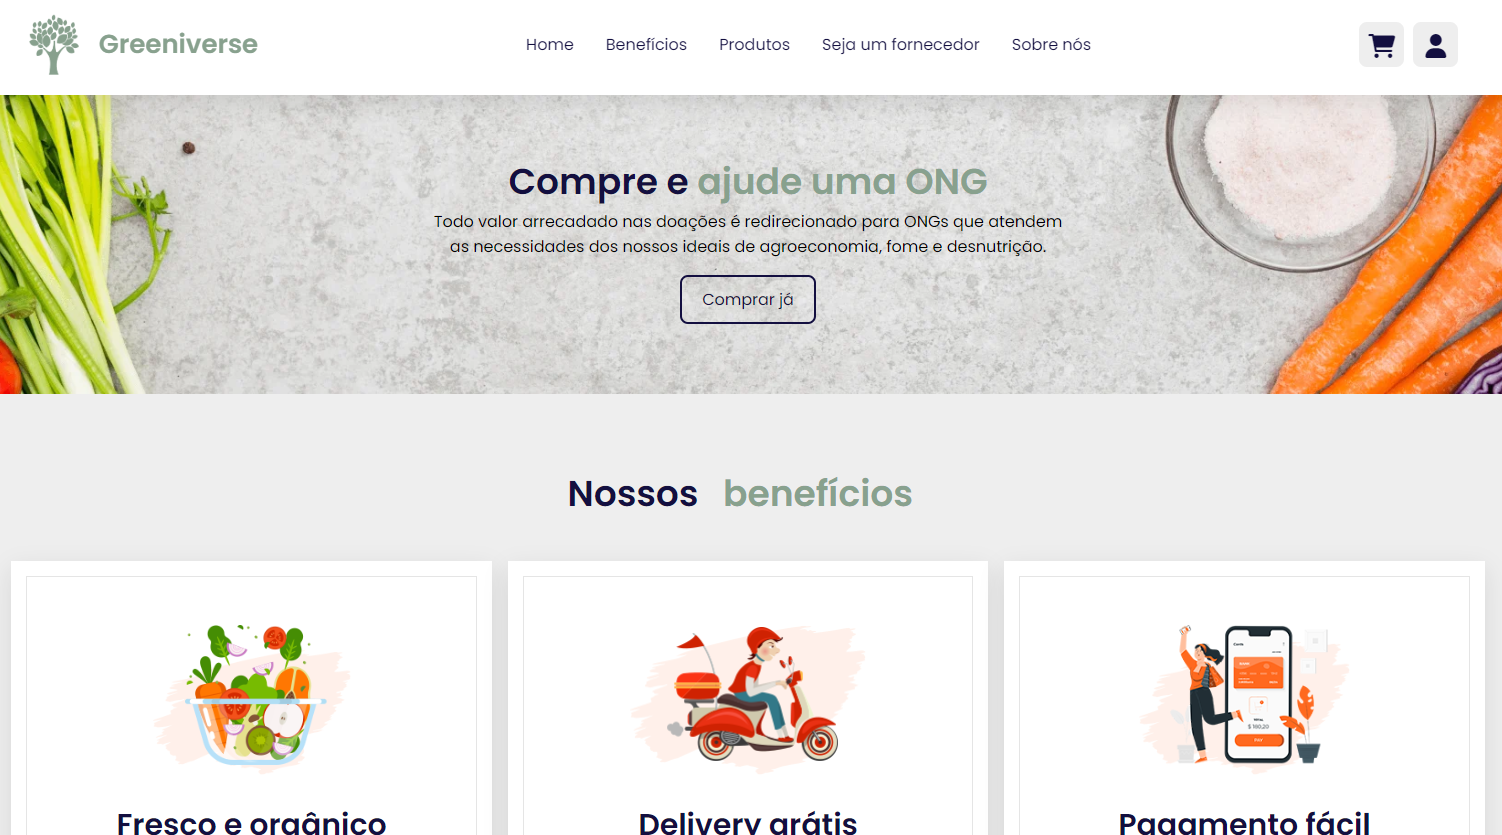 Greeniverse
Home Benefícios Produtos Seja um fornecedor Sobre nós
Compre e ajude uma ONG
Todo valor arrecadado nas doações é redirecionado para ONGs que atendem
as necessidades dos nossos ideais de agroeconomia, fome e desnutrição.
Comprar já
Nossos benefícios
$ 160,20
Fresco e orgânico
Delivery grátis
Pagamento fácil